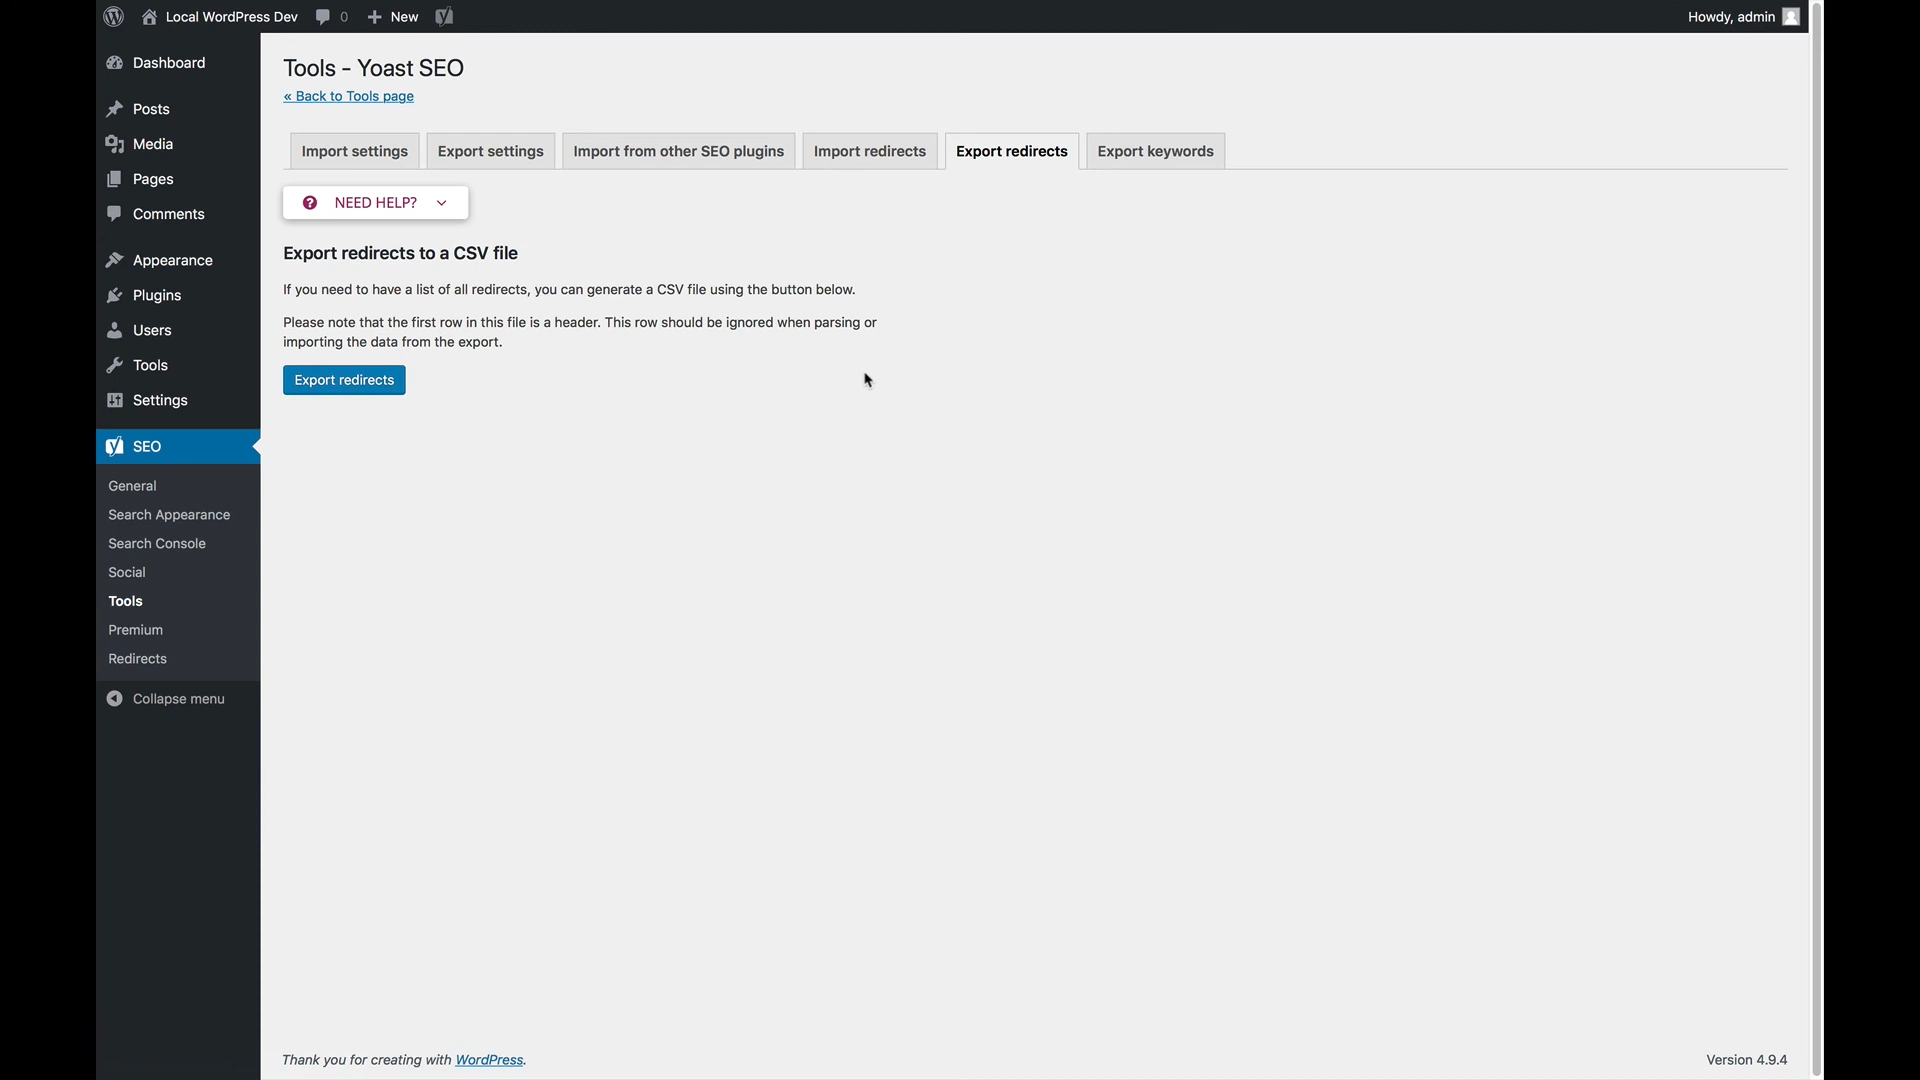 Local WordPress Dev 0 New Howdy, admin
Dashboard
Posts
Media
Pages
Comments
Appearance
Plugins
Users
Tools
Settings
SEO
General
Search Appearance
Search Console
Social
Tools
Premium
Redirects
Collapse menu
Tools - Yoast SEO
« Back to Tools page
Import settings Export settings Import from other SEO plugins Import redirects Export redirects Export keywords
NEED HELP?
Export redirects to a CSV file
If you need to have a list of all redirects, you can generate a CSV file using the button below.
Please note that the first row in this file is a header. This row should be ignored when parsing or
importing the data from the export.
Export redirects
Thank you for creating with WordPress. Version 4.9.4